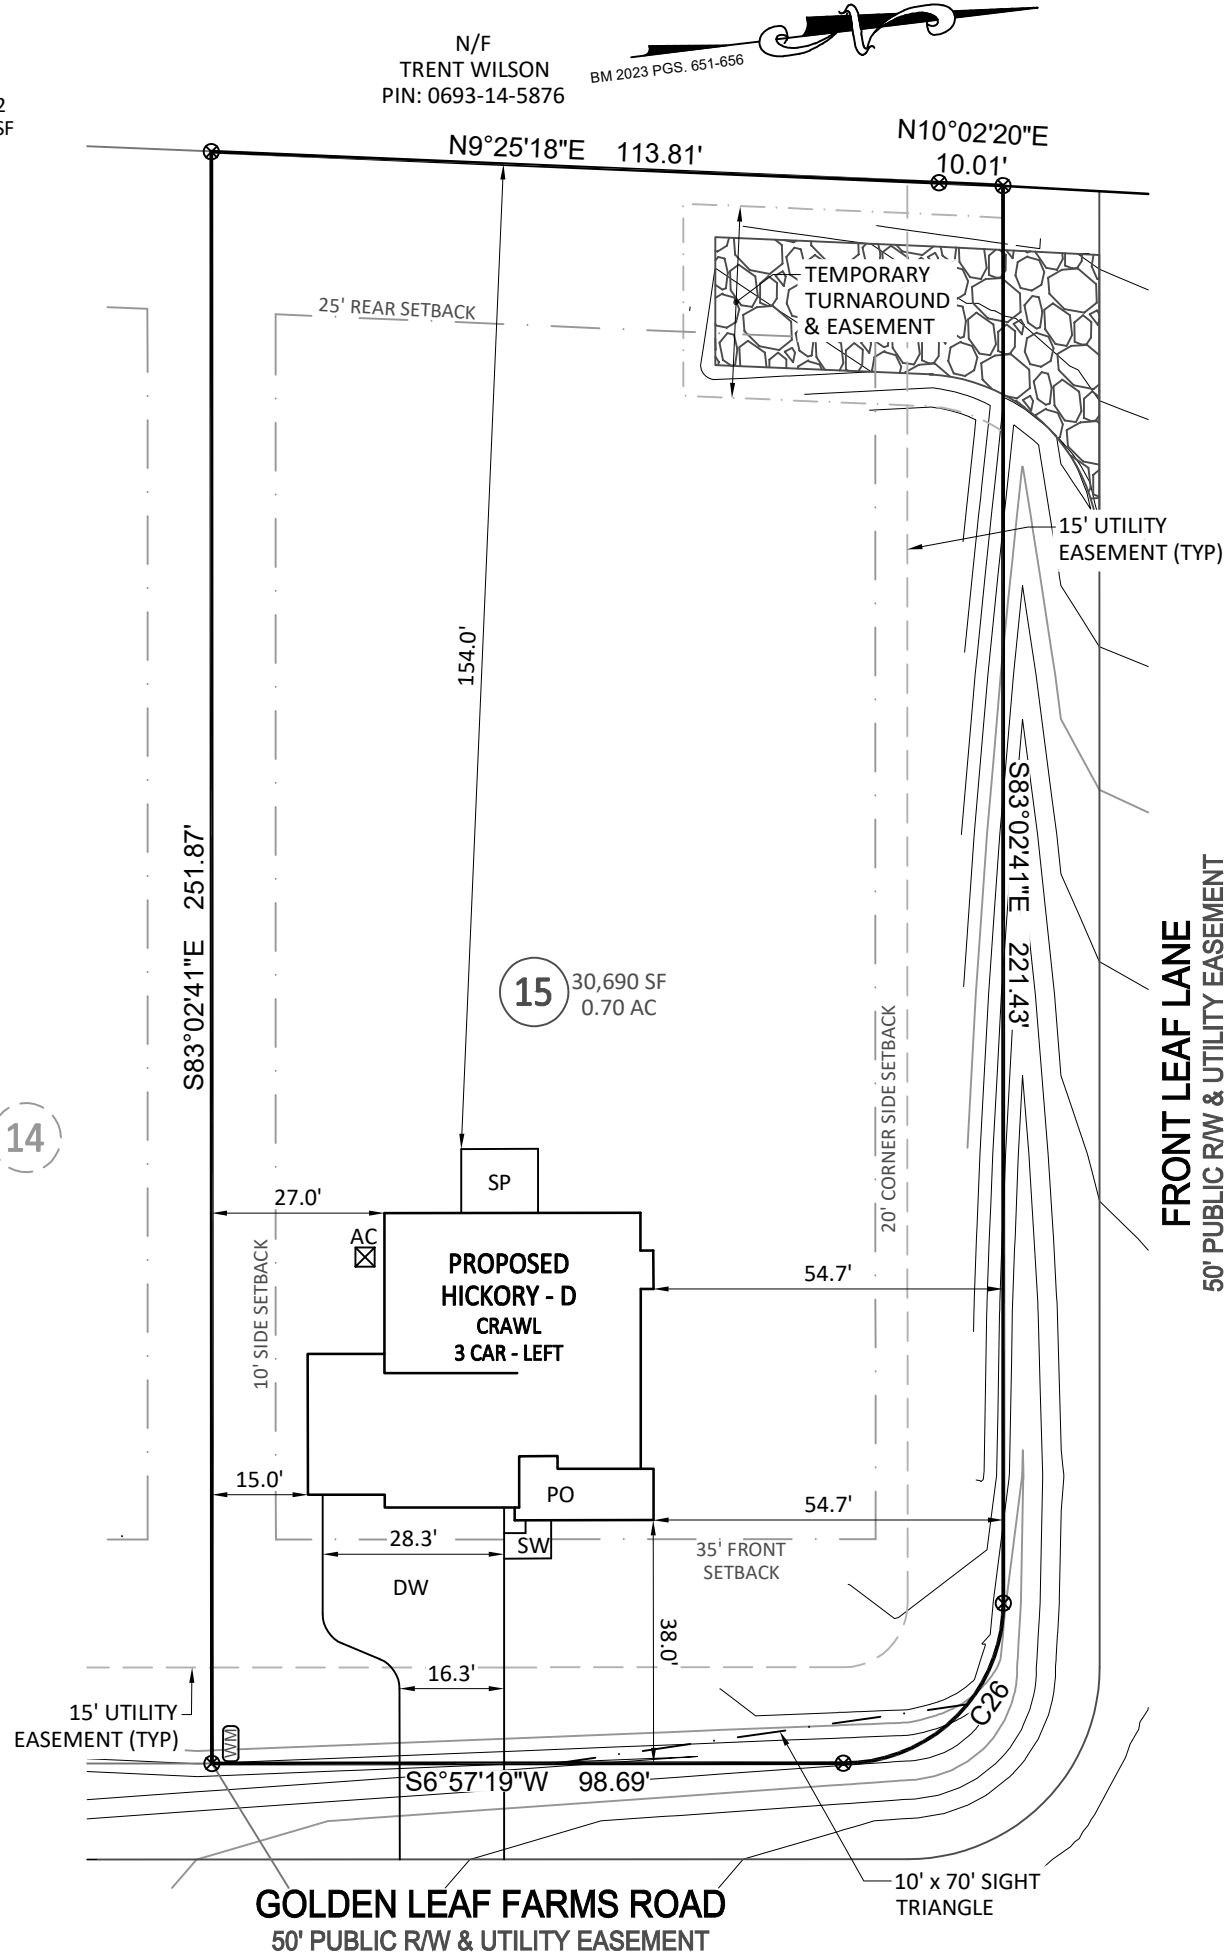 N/F
TRENT WILSON
PIN: 0693-14-5876
BM 2023 PGS. 651-656
N
2
SF
N9°25'18"E 113.81'
N10°02'20"E
10.01'
TEMPORARY
TURNAROUND
& EASEMENT
25' REAR SETBACK
15' UTILITY
EASEMENT (TYP)
154.0'
S83°02'41"E 251.87'
S83°02'41"E 221.43'
FRONT LEAF LANE
50' PUBLIC R/W & UTILITY EASEMENT
15
30,690 SF
0.70 AC
14
20' CORNER SIDE SETBACK
SP
27.0'
AC
10' SIDE SETBACK
PROPOSED
HICKORY - D
CRAWL
3 CAR - LEFT
54.7'
15.0'
PO
54.7'
28.3'
SW
35' FRONT
SETBACK
DW
38.0'
16.3'
15' UTILITY
EASEMENT (TYP)
WM
C26
S6°57'19"W 98.69'
10' x 70' SIGHT
TRIANGLE
GOLDEN LEAF FARMS ROAD
50' PUBLIC R/W & UTILITY EASEMENT